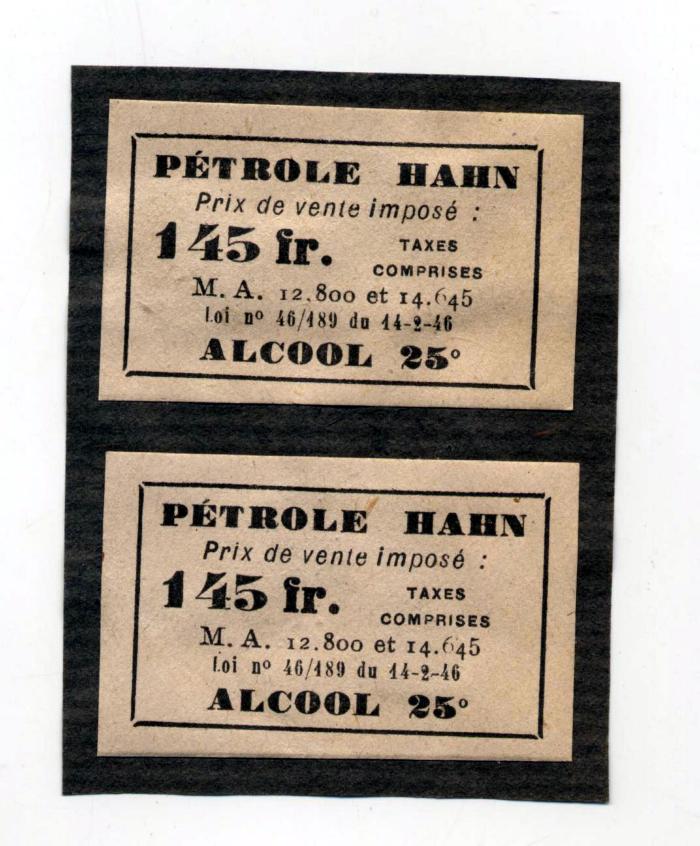 PÉTROLE HAHN
Prix de vente imposé :
145 fr. TAXES COMPRISES
M. A. 12.800 et 14.645
Loi nº 46/189 du 14-2-46
ALCOOL 25º
PÉTROLE HAHN
Prix de vente imposé :
145 fr. TAXES COMPRISES
M. A. 12.800 et 14.645
Loi nº 46/189 du 14-2-46
ALCOOL 25º